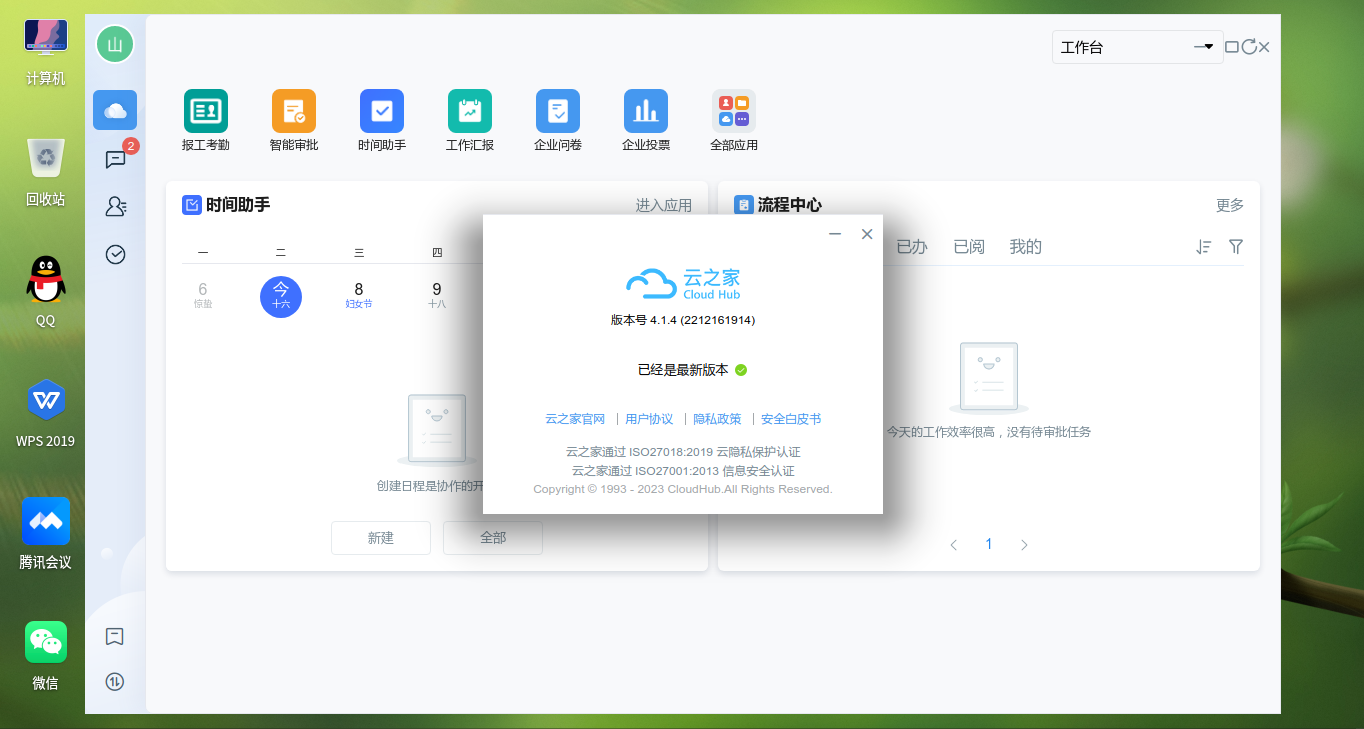 计算机
回收站
QQ
WPS 2019
腾讯会议
微信
山
2
工作台
报工考勤
智能审批
时间助手
工作汇报
企业问卷
企业投票
全部应用
时间助手
进入应用
一 二 三 四
6 今 8 9
惊蛰 十六 妇女节 十八
创建日程是协作的开
新建 全部
流程中心
更多
已办 已阅 我的
今天的工作效率很高，没有待审批任务
1
云之家
Cloud Hub
版本号 4.1.4 (2212161914)
已经是最新版本
云之家官网 | 用户协议 | 隐私政策 | 安全白皮书
云之家通过 ISO27018:2019 云隐私保护认证
云之家通过 ISO27001:2013 信息安全认证
Copyright © 1993 - 2023 CloudHub.All Rights Reserved.